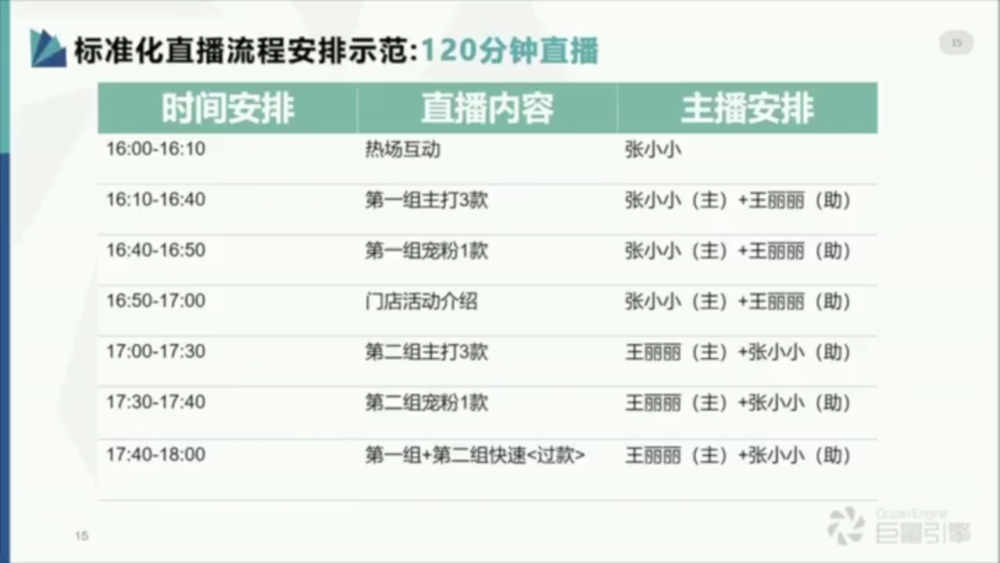 标准化直播流程安排示范:120分钟直播
15
时间安排 直播内容 主播安排
16:00-16:10 热场互动 张小小
16:10-16:40 第一组主打3款 张小小（主）+王丽丽（助）
16:40-16:50 第一组宠粉1款 张小小（主）+王丽丽（助）
16:50-17:00 门店活动介绍 张小小（主）+王丽丽（助）
17:00-17:30 第二组主打3款 王丽丽（主）+张小小（助）
17:30-17:40 第二组宠粉1款 王丽丽（主）+张小小（助）
17:40-18:00 第一组+第二组快速<过款> 王丽丽（主）+张小小（助）
Ocean Engine
巨量引擎
15